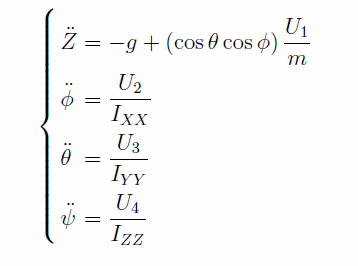 Z̈ = −g + (cos θ cos ϕ) U₁/m
ϕ̈ = U₂/I_XX
θ̈ = U₃/I_YY
ψ̈ = U₄/I_ZZ